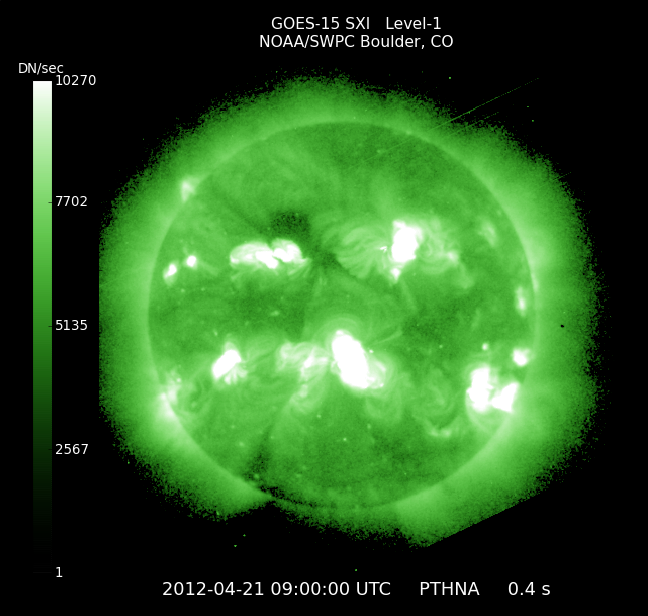 GOES-15 SXI   Level-1
NOAA/SWPC Boulder, CO
DN/sec
10270
7702
5135
2567
1
2012-04-21 09:00:00 UTC     PTHNA     0.4 s